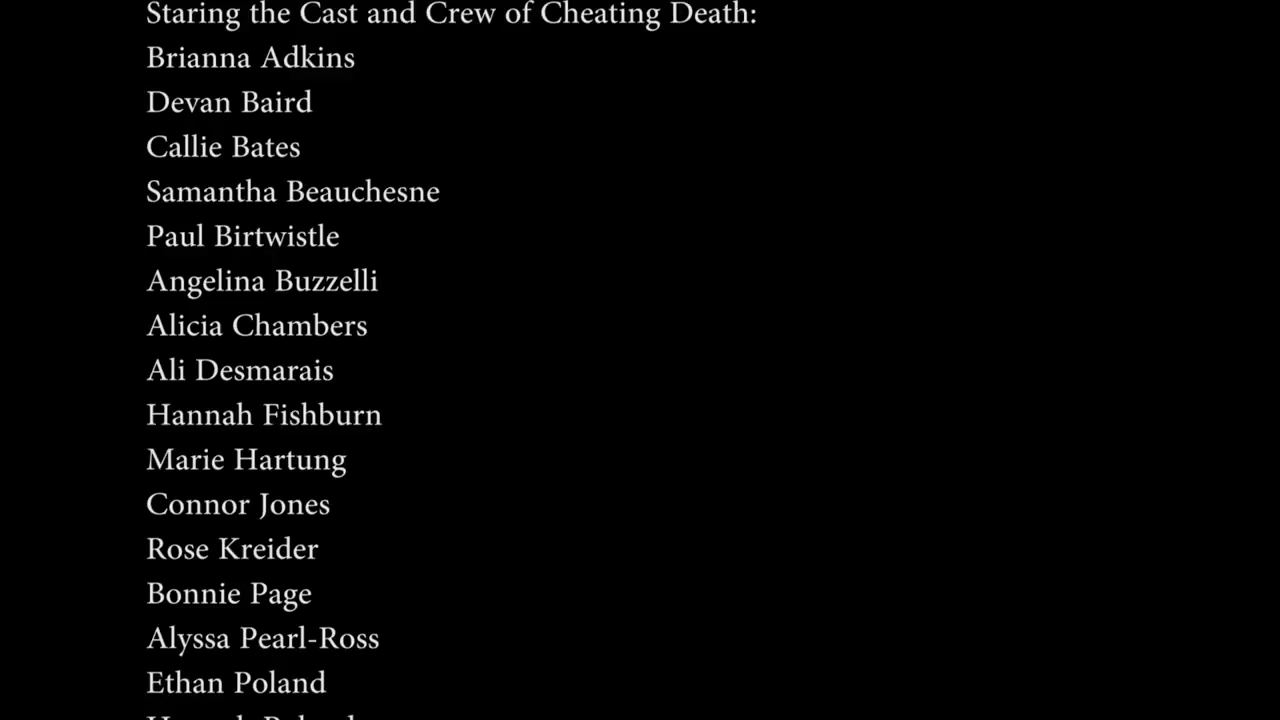 Staring the Cast and Crew of Cheating Death:
Brianna Adkins
Devan Baird
Callie Bates
Samantha Beauchesne
Paul Birtwistle
Angelina Buzzelli
Alicia Chambers
Ali Desmarais
Hannah Fishburn
Marie Hartung
Connor Jones
Rose Kreider
Bonnie Page
Alyssa Pearl-Ross
Ethan Poland